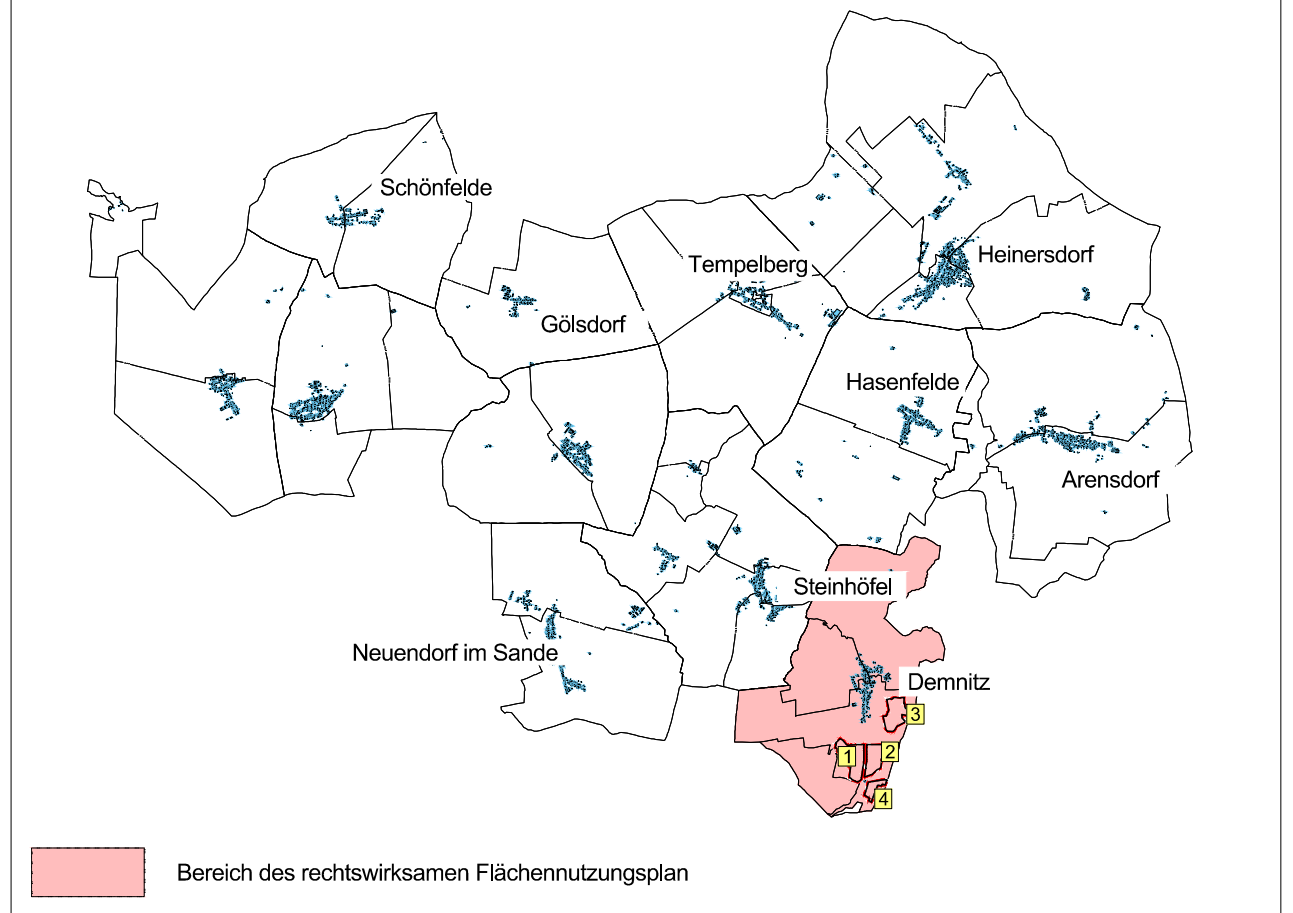 Schönfelde
Heinersdorf
Tempelberg
Gölsdorf
Hasenfelde
Arensdorf
Steinhöfel
Neuendorf im Sande
Demnitz
3
2
1
4
Bereich des rechtswirksamen Flächennutzungsplan